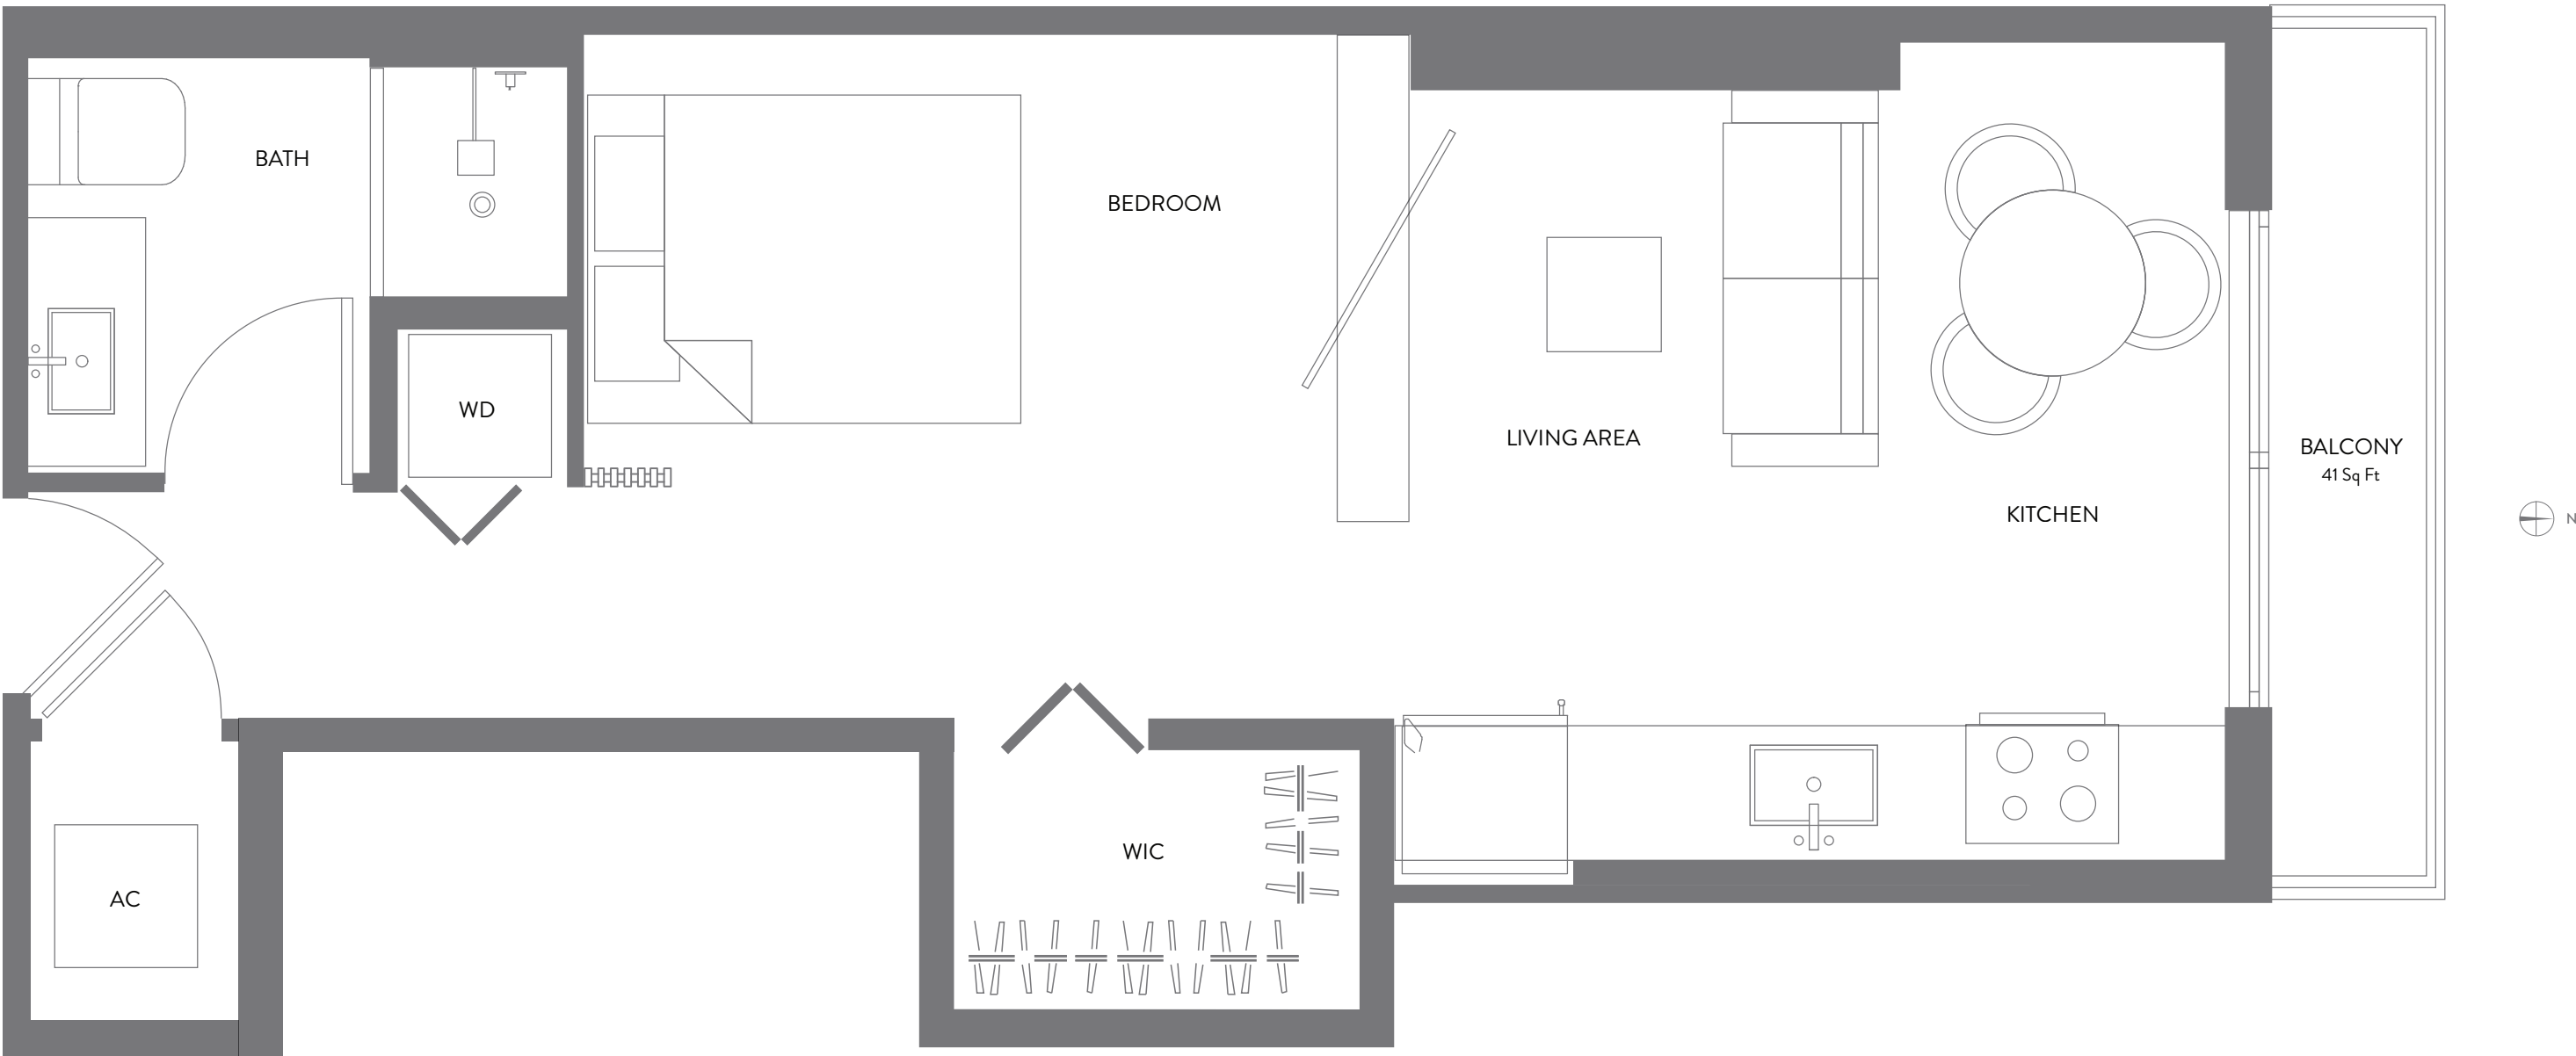 BATH
BEDROOM
WD
LIVING AREA
KITCHEN
BALCONY
41 Sq Ft
N
WIC
AC